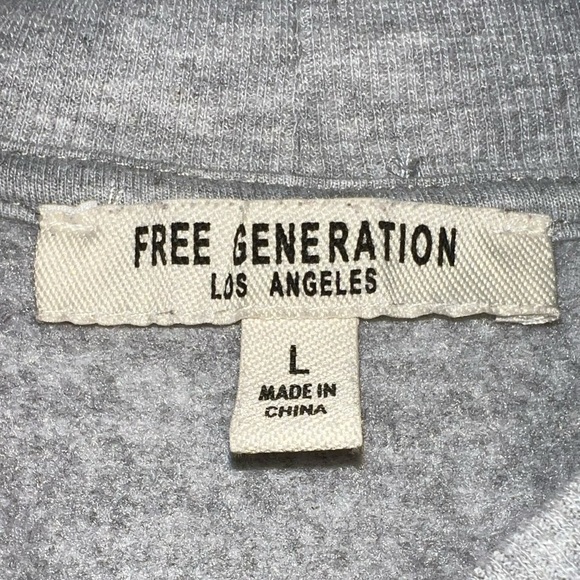 FREE GENERATION
LOS ANGELES
L
MADE IN
CHINA